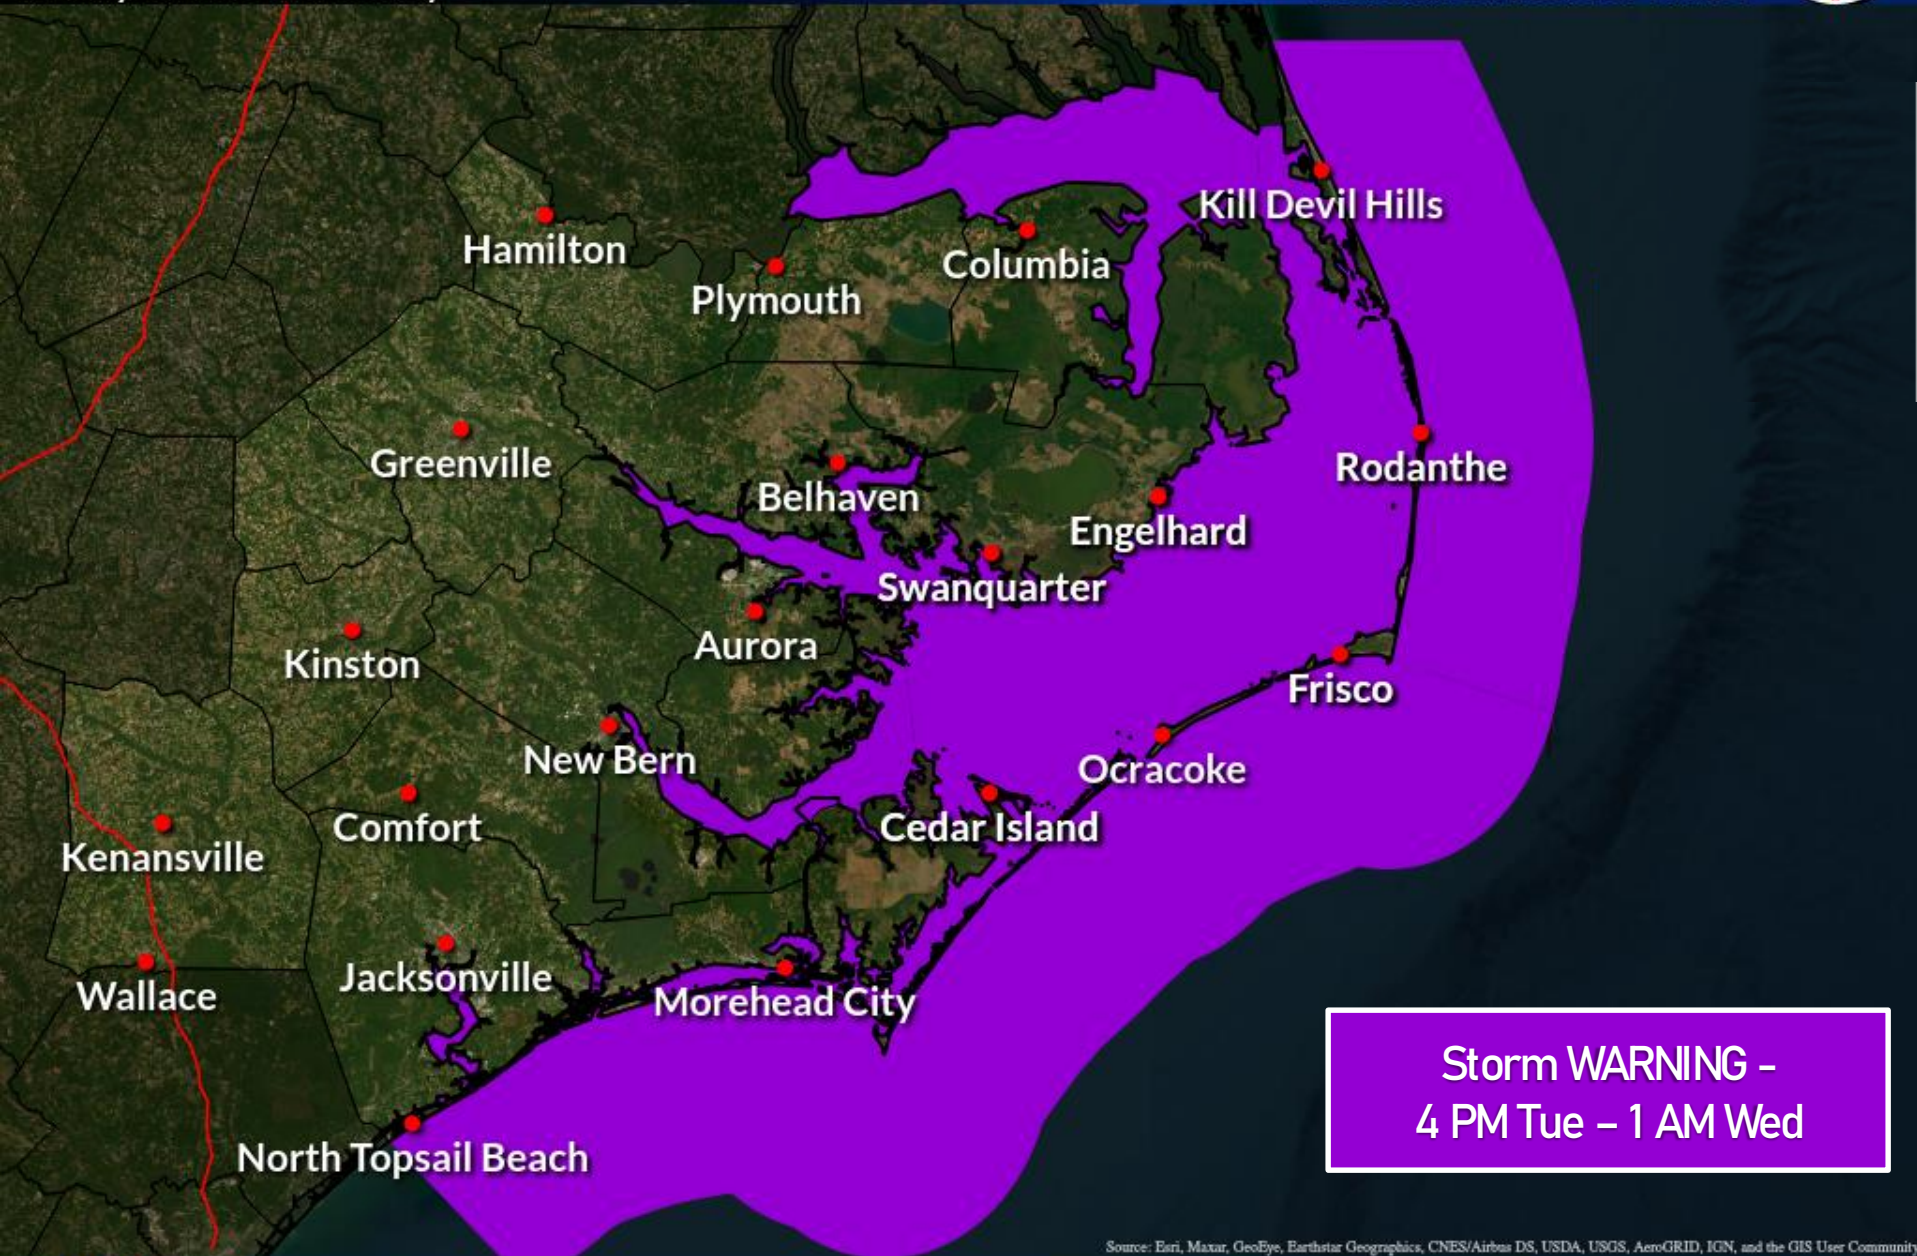 Kill Devil Hills
Hamilton
Columbia
Plymouth
Greenville
Rodanthe
Belhaven
Engelhard
Swanquarter
Aurora
Kinston
Frisco
New Bern
Ocracoke
Comfort
Cedar Island
Kenansville
Jacksonville
Wallace
Morehead City
Storm WARNING -
4 PM Tue – 1 AM Wed
North Topsail Beach
Source: Esri, Maxar, GeoEye, Earthstar Geographics, CNES/Airbus DS, USDA, USGS, AeroGRID, IGN, and the GIS User Community